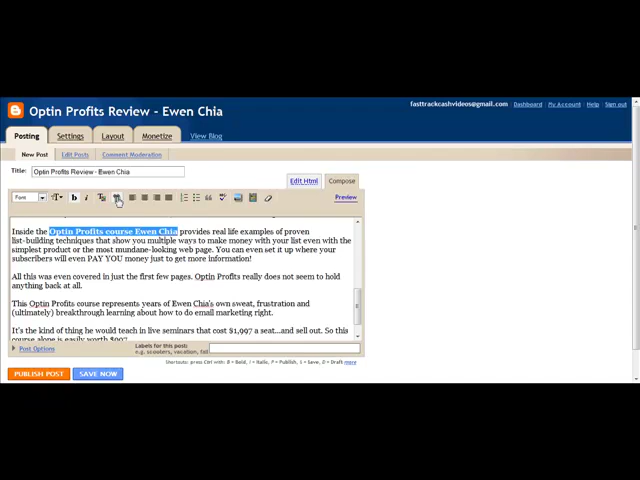 Optin Profits Review - Ewen Chia
fasttrackcashvideos@gmail.com Dashboard My Account Help Sign out
Posting Settings Layout Monetize View Blog
New Post Edit Posts Comment Moderation
Title: Optin Profits Review - Ewen Chia
Edit Html Compose
Font T b i Preview
Inside the Optin Profits course Ewen Chia provides real life examples of proven
list-building techniques that show you multiple ways to make money with your list even with the
simplest product or the most mundane-looking web page. You can even set it up where your
subscribers will even PAY YOU money just to get more information!
All this was even covered in just the first few pages. Optin Profits really does not seem to hold
anything back at all.
This Optin Profits course represents years of Ewen Chia's own sweat, frustration and
(ultimately) breakthrough learning about how to do email marketing right.
It's the kind of thing he would teach in live seminars that cost $1,997 a seat...and sell out. So this
course alone is easily worth $997.
Post Options
Labels for this post:
e.g. scooters, vacation, fall
Shortcuts: press Ctrl with: B = Bold, I = Italic, P = Publish, S = Save, D = Draft more
PUBLISH POST SAVE NOW